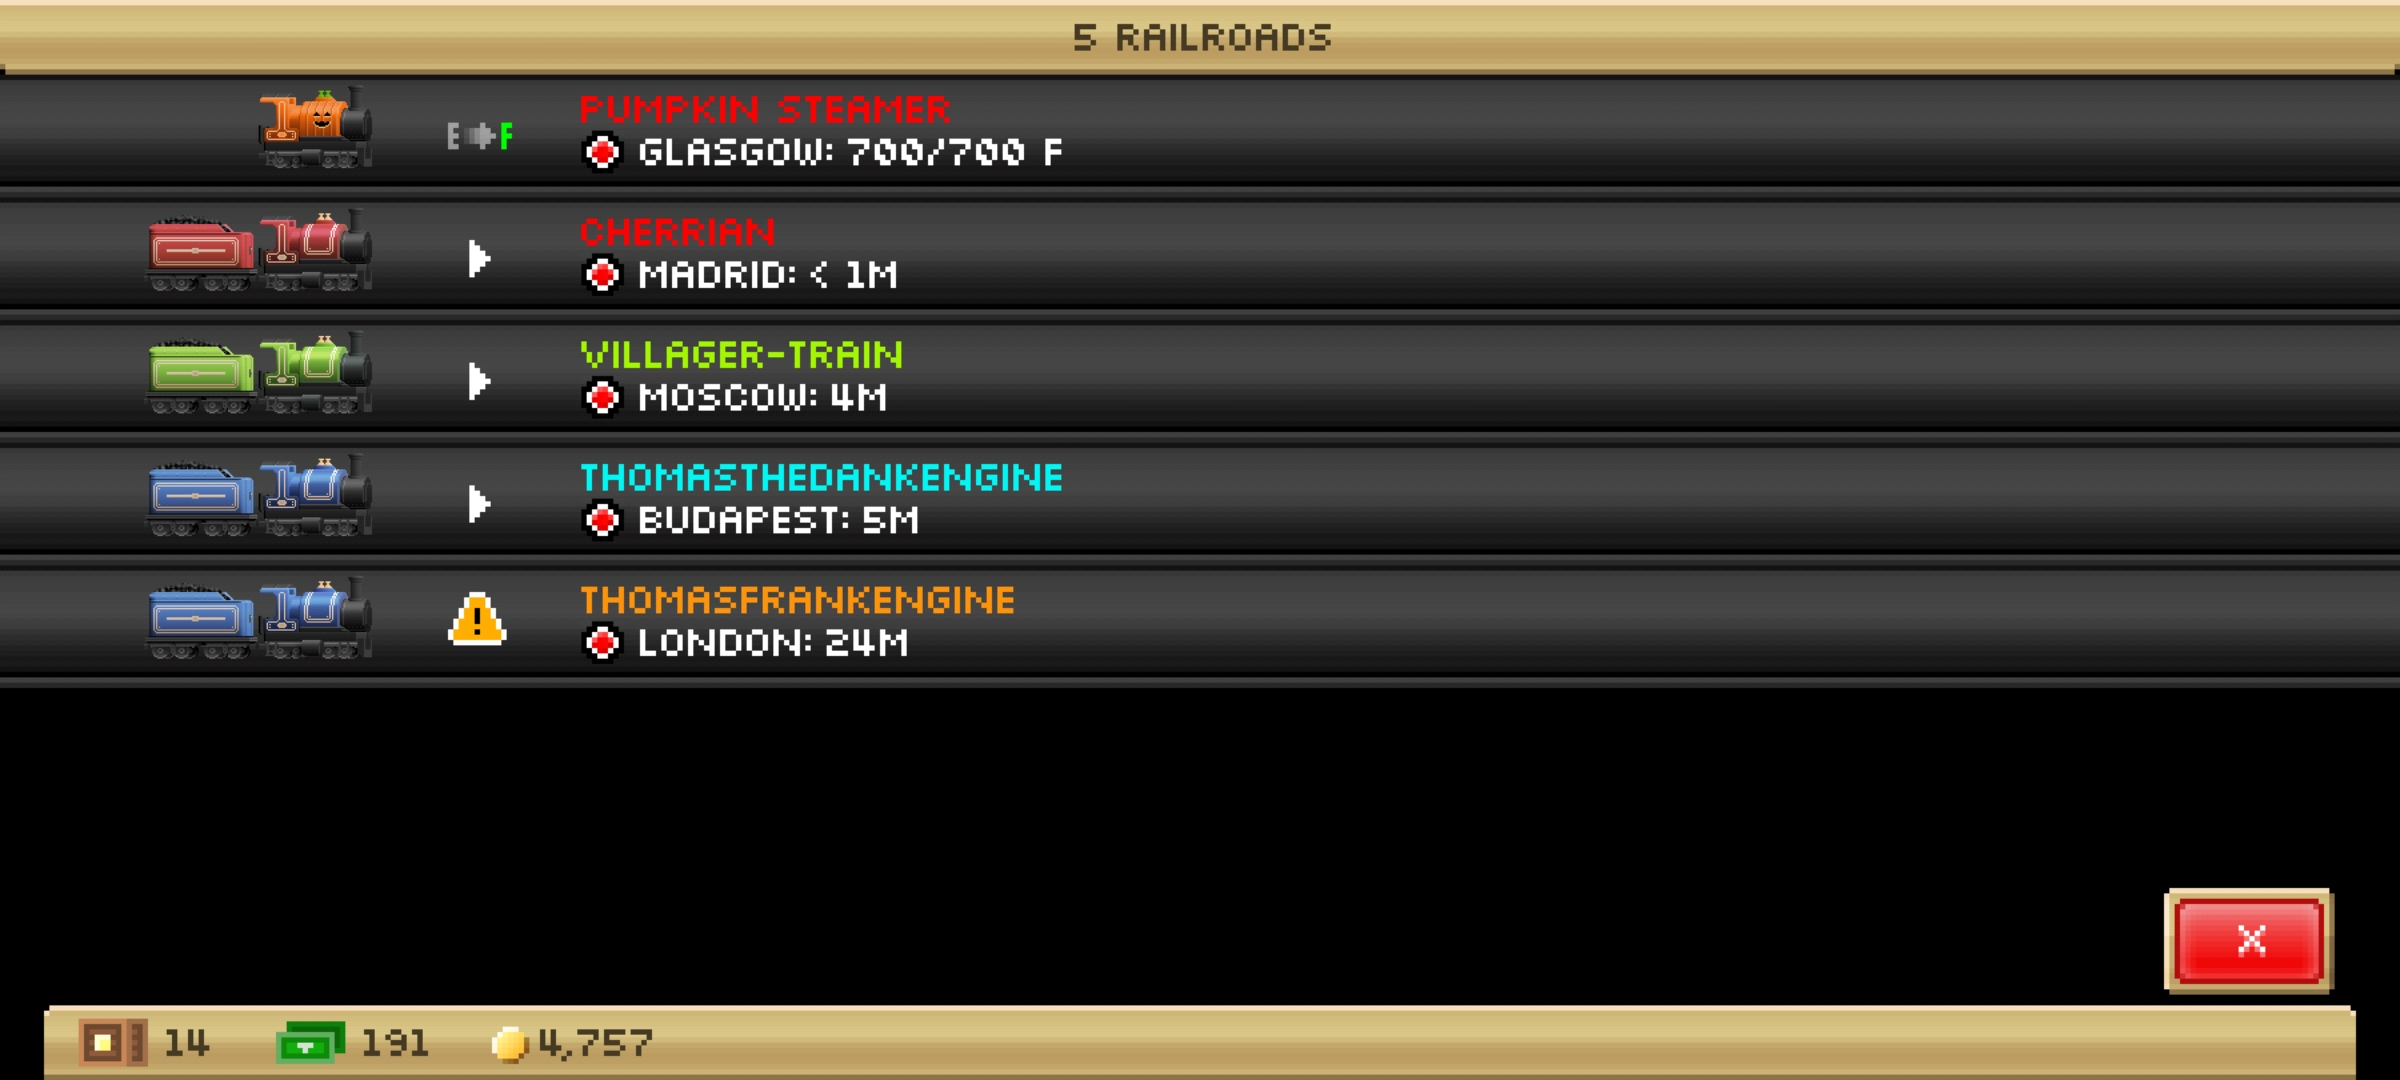 5 RAILROADS
E F
PUMPKIN STEAMER
GLASGOW: 700/700 F
CHERRIAN
MADRID: < 1M
VILLAGER-TRAIN
MOSCOW: 4M
THOMASTHEDANKENGINE
BUDAPEST: 5M
!
THOMASFRANKENGINE
LONDON: 24M
X
14 191 4,757